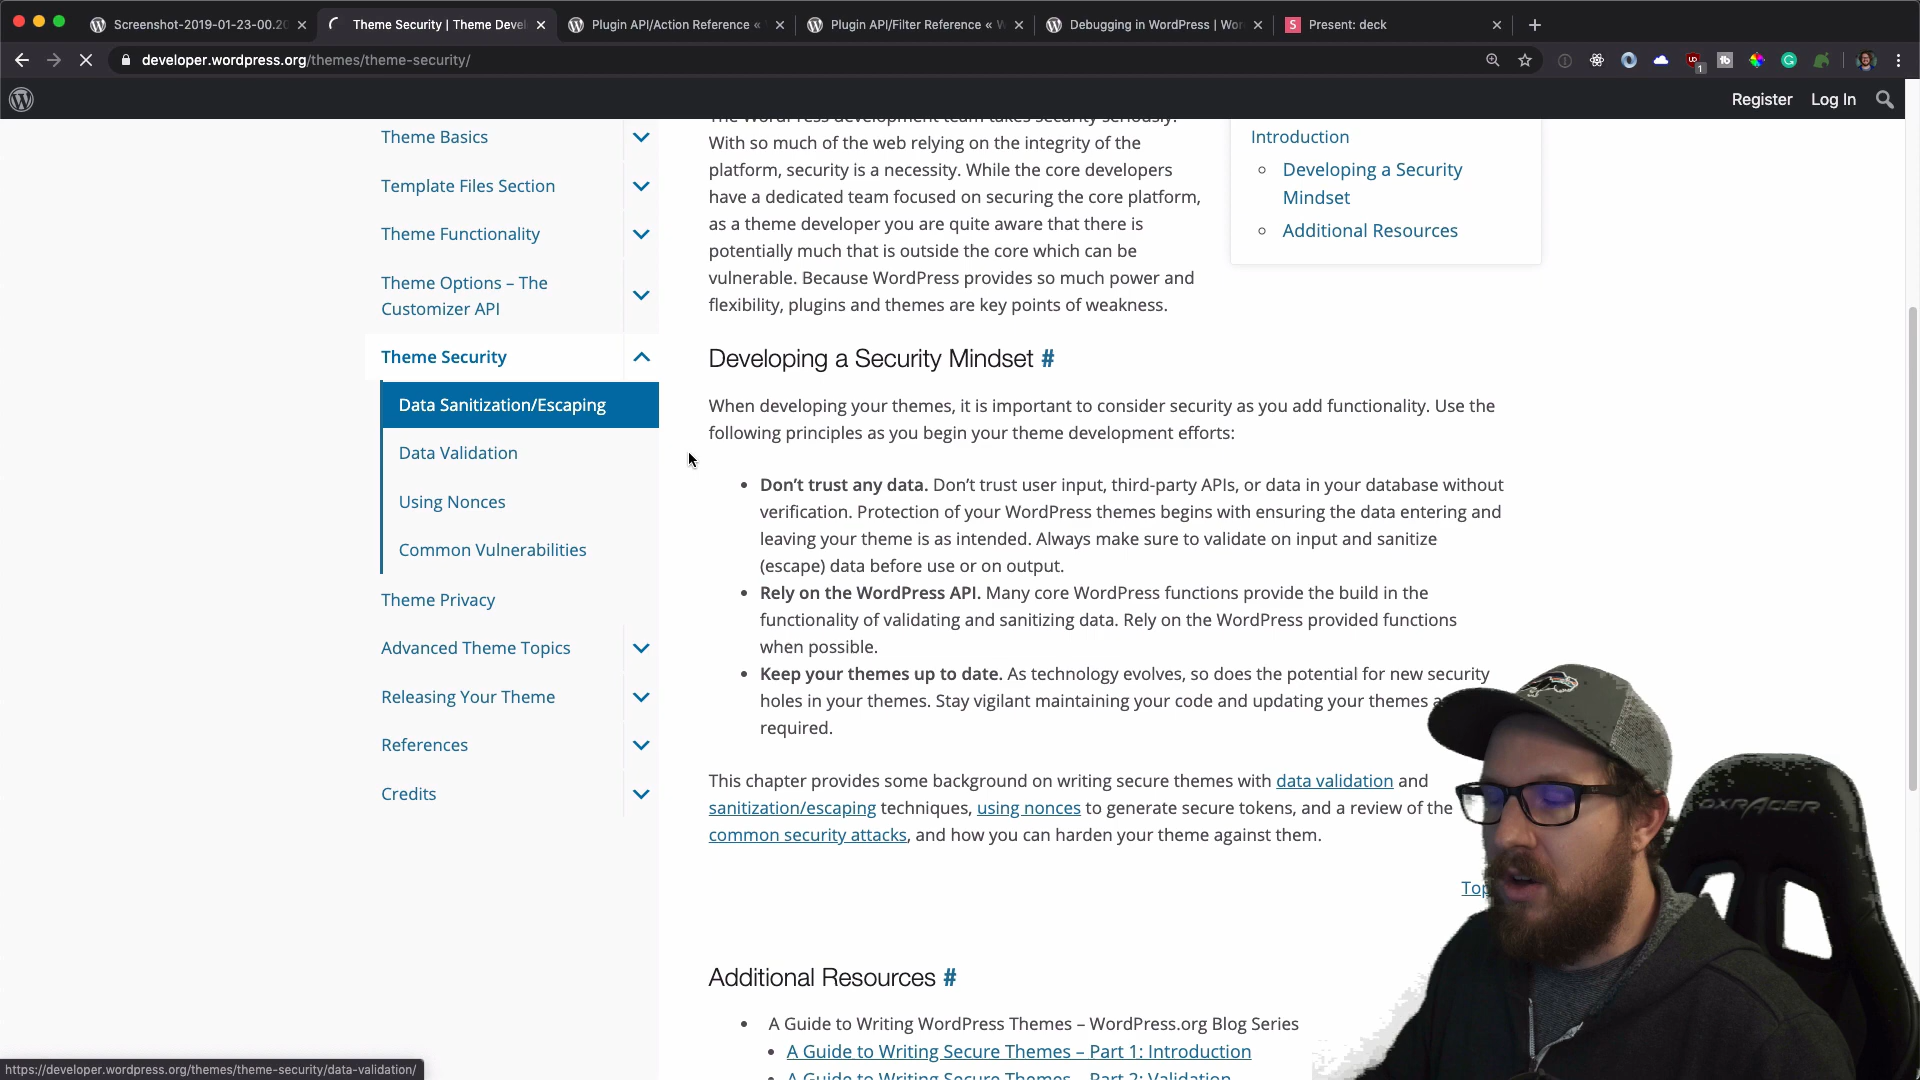 Screenshot-2019-01-23-00.20
Theme Security | Theme Devel
Plugin API/Action Reference «
Plugin API/Filter Reference « W
Debugging in WordPress | Wor
Present: deck
developer.wordpress.org/themes/theme-security/
Register
Log In
Theme Basics
Template Files Section
Theme Functionality
Theme Options – The
Customizer API
Theme Security
Data Sanitization/Escaping
Data Validation
Using Nonces
Common Vulnerabilities
Theme Privacy
Advanced Theme Topics
Releasing Your Theme
References
Credits
The WordPress development team takes security seriously.
With so much of the web relying on the integrity of the
platform, security is a necessity. While the core developers
have a dedicated team focused on securing the core platform,
as a theme developer you are quite aware that there is
potentially much that is outside the core which can be
vulnerable. Because WordPress provides so much power and
flexibility, plugins and themes are key points of weakness.
Introduction
Developing a Security
Mindset
Additional Resources
Developing a Security Mindset #
When developing your themes, it is important to consider security as you add functionality. Use the
following principles as you begin your theme development efforts:
Don’t trust any data. Don’t trust user input, third-party APIs, or data in your database without
verification. Protection of your WordPress themes begins with ensuring the data entering and
leaving your theme is as intended. Always make sure to validate on input and sanitize
(escape) data before use or on output.
Rely on the WordPress API. Many core WordPress functions provide the build in the
functionality of validating and sanitizing data. Rely on the WordPress provided functions
when possible.
Keep your themes up to date. As technology evolves, so does the potential for new security
holes in your themes. Stay vigilant maintaining your code and updating your themes
required.
This chapter provides some background on writing secure themes with data validation and
sanitization/escaping techniques, using nonces to generate secure tokens, and a review of the
common security attacks, and how you can harden your theme against them.
Top
Additional Resources #
A Guide to Writing WordPress Themes – WordPress.org Blog Series
A Guide to Writing Secure Themes – Part 1: Introduction
A Guide to Writing Secure Themes – Part 2: Validation
https://developer.wordpress.org/themes/theme-security/data-validation/
DXRACER